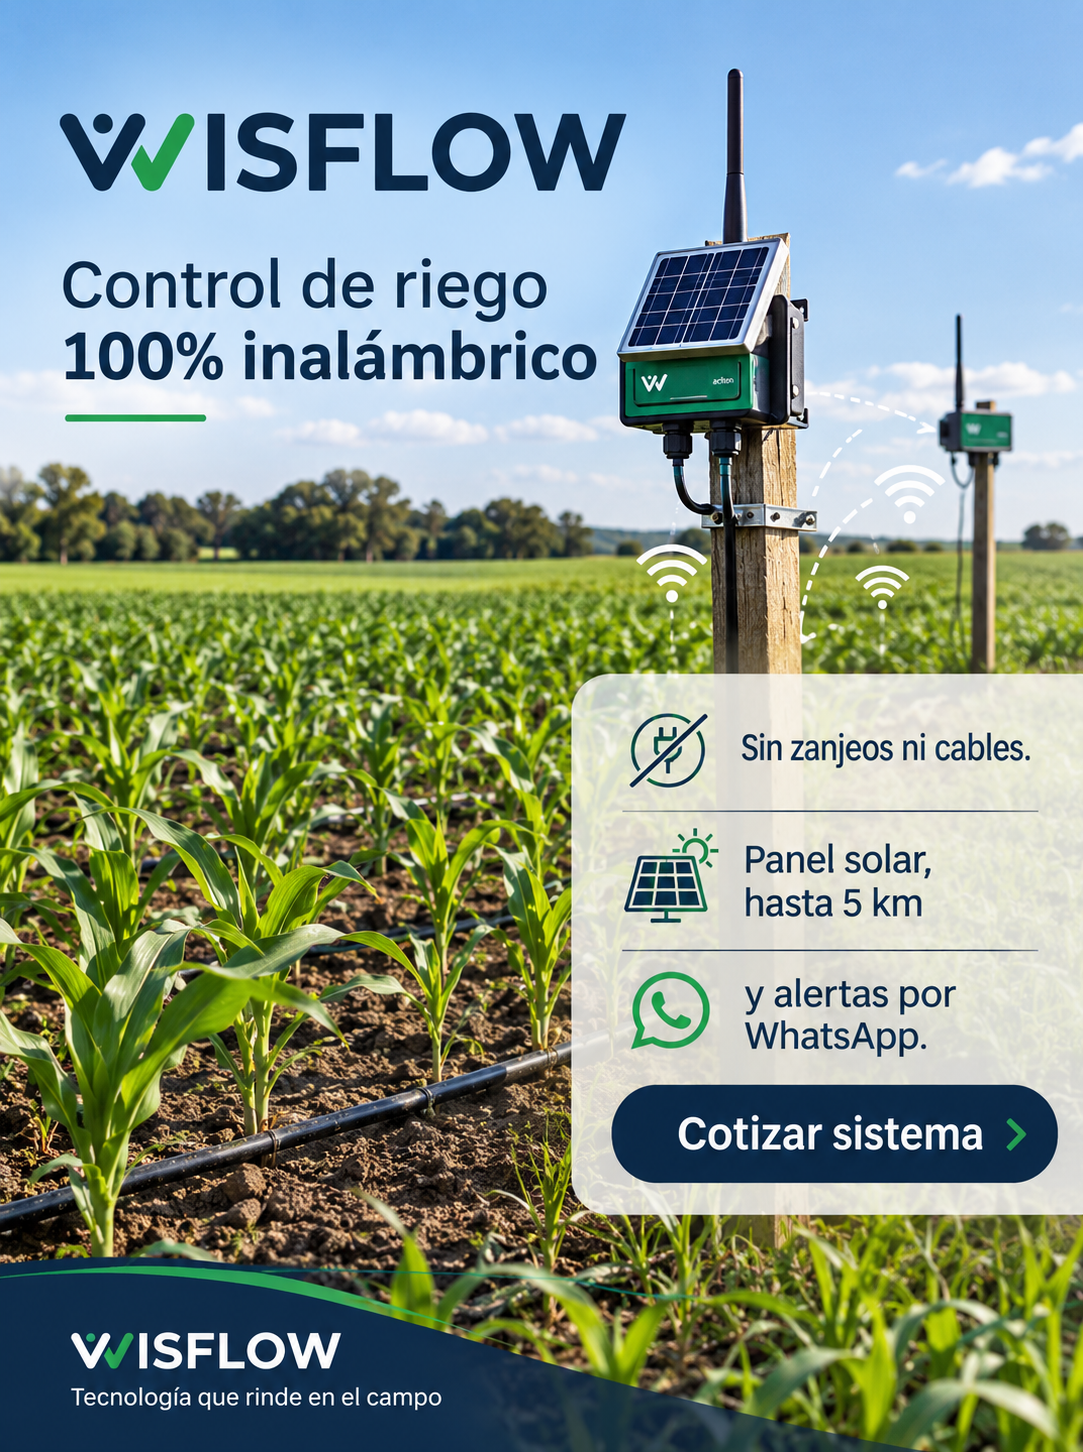 WISFLOW
Control de riego
100% inalámbrico
Sin zanjeos ni cables.
Panel solar,
hasta 5 km
y alertas por
WhatsApp.
Cotizar sistema
WISFLOW
Tecnología que rinde en el campo